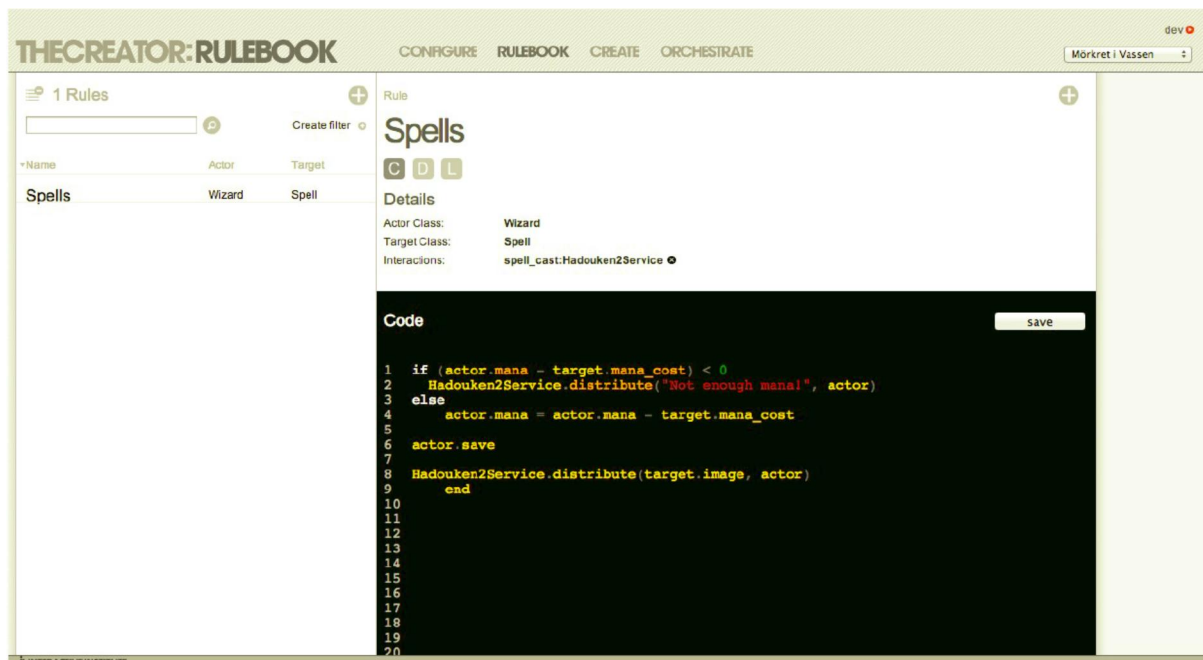 dev
THECREATOR:RULEBOOK
CONFIGURE RULEBOOK CREATE ORCHESTRATE
Mörkret i Vassen
1 Rules
Create filter
Name Actor Target
Spells Wizard Spell
Rule
Spells
C D L
Details
Actor Class: Wizard
Target Class: Spell
Interactions: spell_cast:Hadouken2Service
Code
save
1 if (actor.mana - target.mana_cost) < 0
2 Hadouken2Service.distribute("Not enough mana!", actor)
3 else
4 actor.mana = actor.mana - target.mana_cost
5
6 actor.save
7
8 Hadouken2Service.distribute(target.image, actor)
9 end
10
11
12
13
14
15
16
17
18
19
20